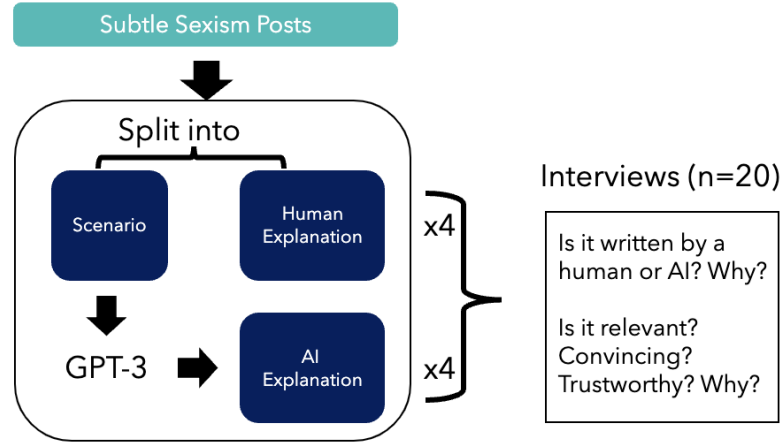 Subtle Sexism Posts
Split into
Scenario
Human
Explanation
x4
GPT-3
AI
Explanation
x4
Interviews (n=20)
Is it written by a
human or AI? Why?
Is it relevant?
Convincing?
Trustworthy? Why?